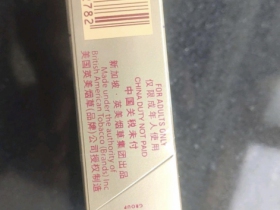 FOR ADULTS ONLY
仅限成年人使用
CHINA DUTY NOT PAID
中国关税未付
新加坡·英美烟草集团出品
Made under the authority of
British American Tobacco (Brands) Inc
英国英美烟草(品牌)公司授权制造
782